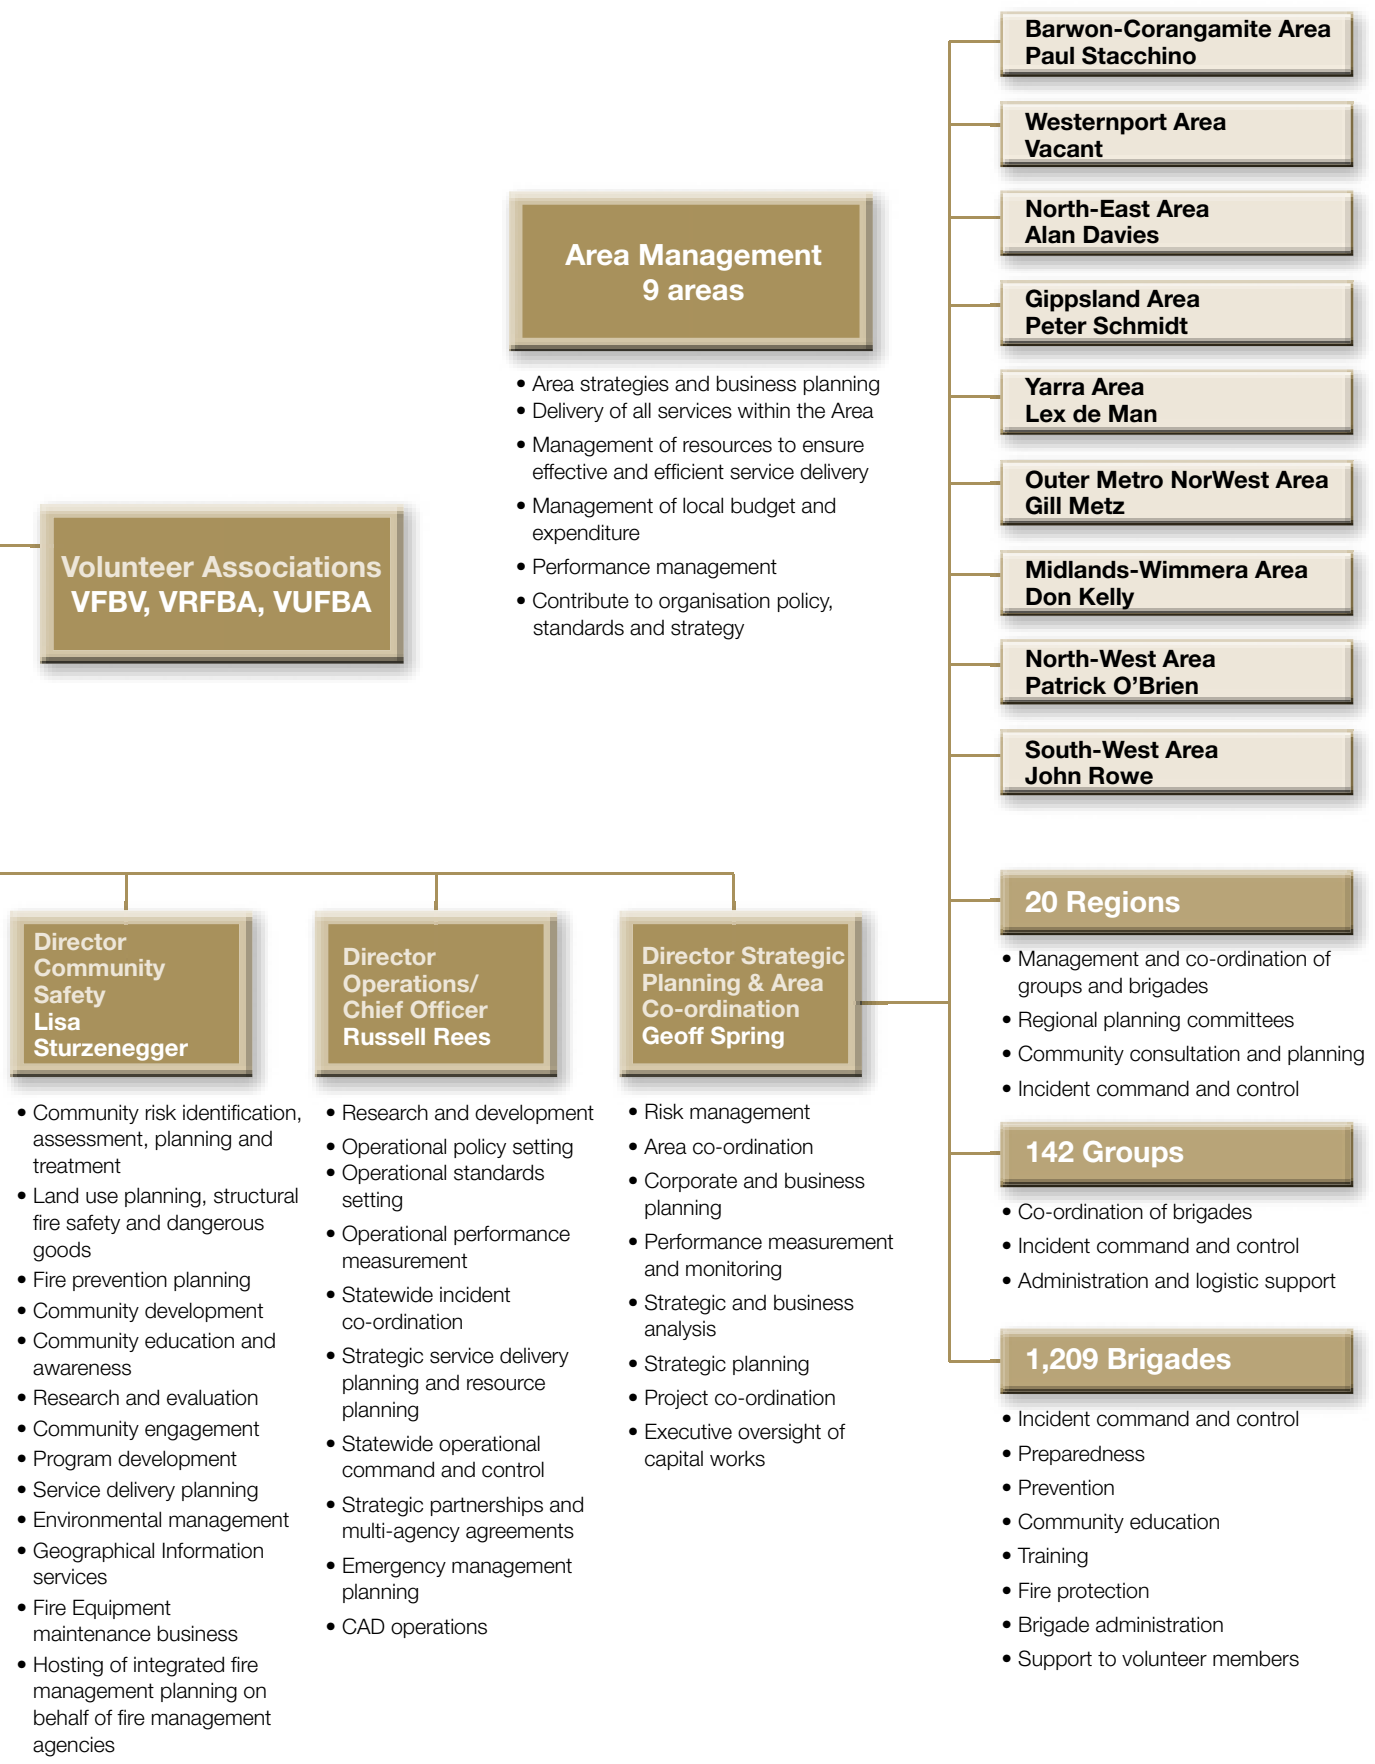 Volunteer Associations
VFBV, VRFBA, VUFBA
Area Management
9 areas
• Area strategies and business planning
• Delivery of all services within the Area
• Management of resources to ensure
effective and efficient service delivery
• Management of local budget and
expenditure
• Performance management
• Contribute to organisation policy,
standards and strategy
Barwon-Corangamite Area
Paul Stacchino
Westernport Area
Vacant
North-East Area
Alan Davies
Gippsland Area
Peter Schmidt
Yarra Area
Lex de Man
Outer Metro NorWest Area
Gill Metz
Midlands-Wimmera Area
Don Kelly
North-West Area
Patrick O’Brien
South-West Area
John Rowe
Director
Community
Safety
Lisa
Sturzenegger
• Community risk identification,
assessment, planning and
treatment
• Land use planning, structural
fire safety and dangerous
goods
• Fire prevention planning
• Community development
• Community education and
awareness
• Research and evaluation
• Community engagement
• Program development
• Service delivery planning
• Environmental management
• Geographical Information
services
• Fire Equipment
maintenance business
• Hosting of integrated fire
management planning on
behalf of fire management
agencies
Director
Operations/
Chief Officer
Russell Rees
• Research and development
• Operational policy setting
• Operational standards
setting
• Operational performance
measurement
• Statewide incident
co-ordination
• Strategic service delivery
planning and resource
planning
• Statewide operational
command and control
• Strategic partnerships and
multi-agency agreements
• Emergency management
planning
• CAD operations
Director Strategic
Planning & Area
Co-ordination
Geoff Spring
• Risk management
• Area co-ordination
• Corporate and business
planning
• Performance measurement
and monitoring
• Strategic and business
analysis
• Strategic planning
• Project co-ordination
• Executive oversight of
capital works
20 Regions
• Management and co-ordination of
groups and brigades
• Regional planning committees
• Community consultation and planning
• Incident command and control
142 Groups
• Co-ordination of brigades
• Incident command and control
• Administration and logistic support
1,209 Brigades
• Incident command and control
• Preparedness
• Prevention
• Community education
• Training
• Fire protection
• Brigade administration
• Support to volunteer members